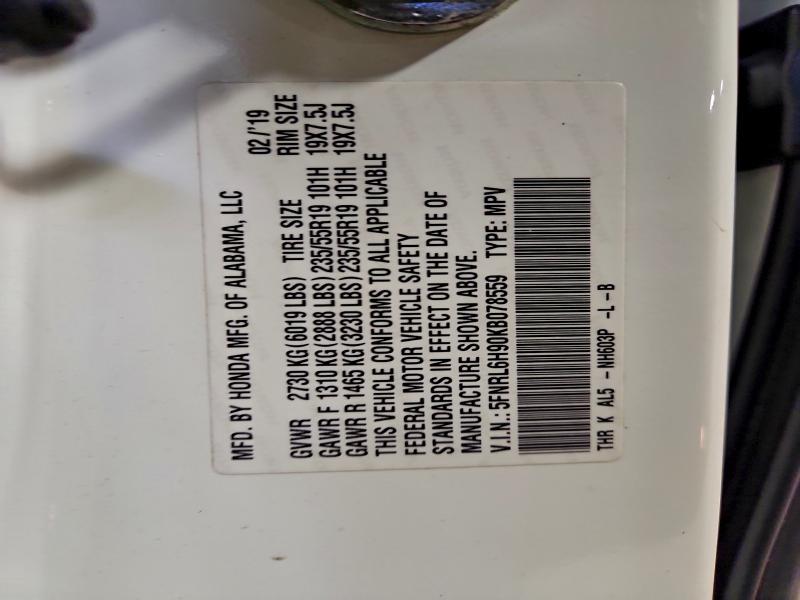 MFD. BY HONDA MFG. OF ALABAMA, LLC 02/'19
GVWR 2730 KG (6019 LBS) TIRE SIZE RIM SIZE
GAWR F 1310 KG (2888 LBS) 235/55R19 101H 19X7.5J
GAWR R 1465 KG (3230 LBS) 235/55R19 101H 19X7.5J
THIS VEHICLE CONFORMS TO ALL APPLICABLE
FEDERAL MOTOR VEHICLE SAFETY
STANDARDS IN EFFECT ON THE DATE OF
MANUFACTURE SHOWN ABOVE.
V.I.N.: 5FNRL6H90KB078559 TYPE: MPV
THR K AL5 - NH603P -L -B